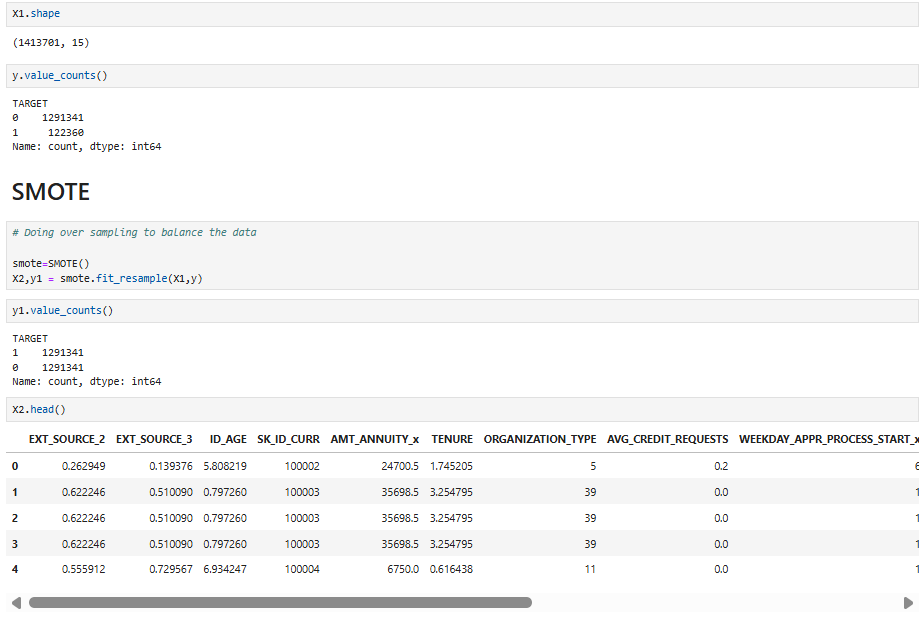 X1.shape
(1413701, 15)
y.value_counts()
TARGET
0    1291341
1     122360
Name: count, dtype: int64
SMOTE
# Doing over sampling to balance the data
smote=SMOTE()
X2,y1 = smote.fit_resample(X1,y)
y1.value_counts()
TARGET
1    1291341
0    1291341
Name: count, dtype: int64
X2.head()
EXT_SOURCE_2 EXT_SOURCE_3 ID_AGE SK_ID_CURR AMT_ANNUITY_x TENURE ORGANIZATION_TYPE AVG_CREDIT_REQUESTS WEEKDAY_APPR_PROCESS_START_x
0 0.262949 0.139376 5.808219 100002 24700.5 1.745205 5 0.2 6
1 0.622246 0.510090 0.797260 100003 35698.5 3.254795 39 0.0 1
2 0.622246 0.510090 0.797260 100003 35698.5 3.254795 39 0.0 1
3 0.622246 0.510090 0.797260 100003 35698.5 3.254795 39 0.0 1
4 0.555912 0.729567 6.934247 100004 6750.0 0.616438 11 0.0 1